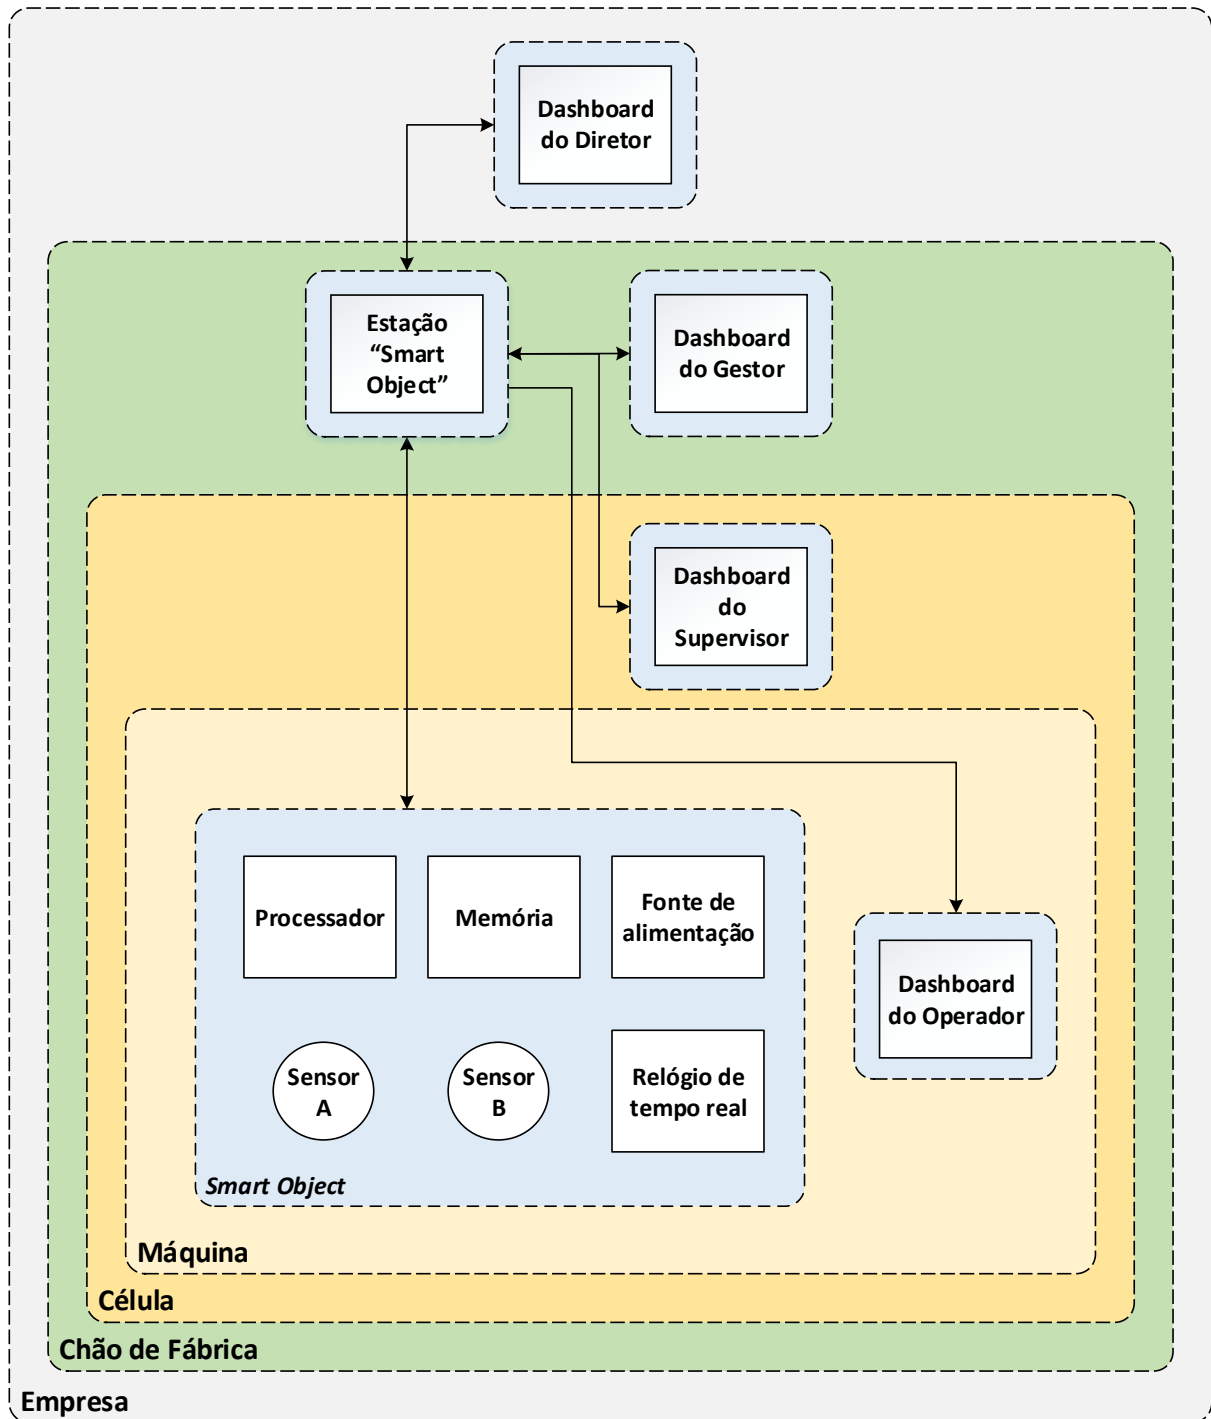 Dashboard
do Diretor
Estação
“Smart
Object”
Dashboard
do Gestor
Dashboard
do
Supervisor
Processador
Memória
Fonte de
alimentação
Dashboard
do Operador
Sensor
A
Sensor
B
Relógio de
tempo real
Smart Object
Máquina
Célula
Chão de Fábrica
Empresa